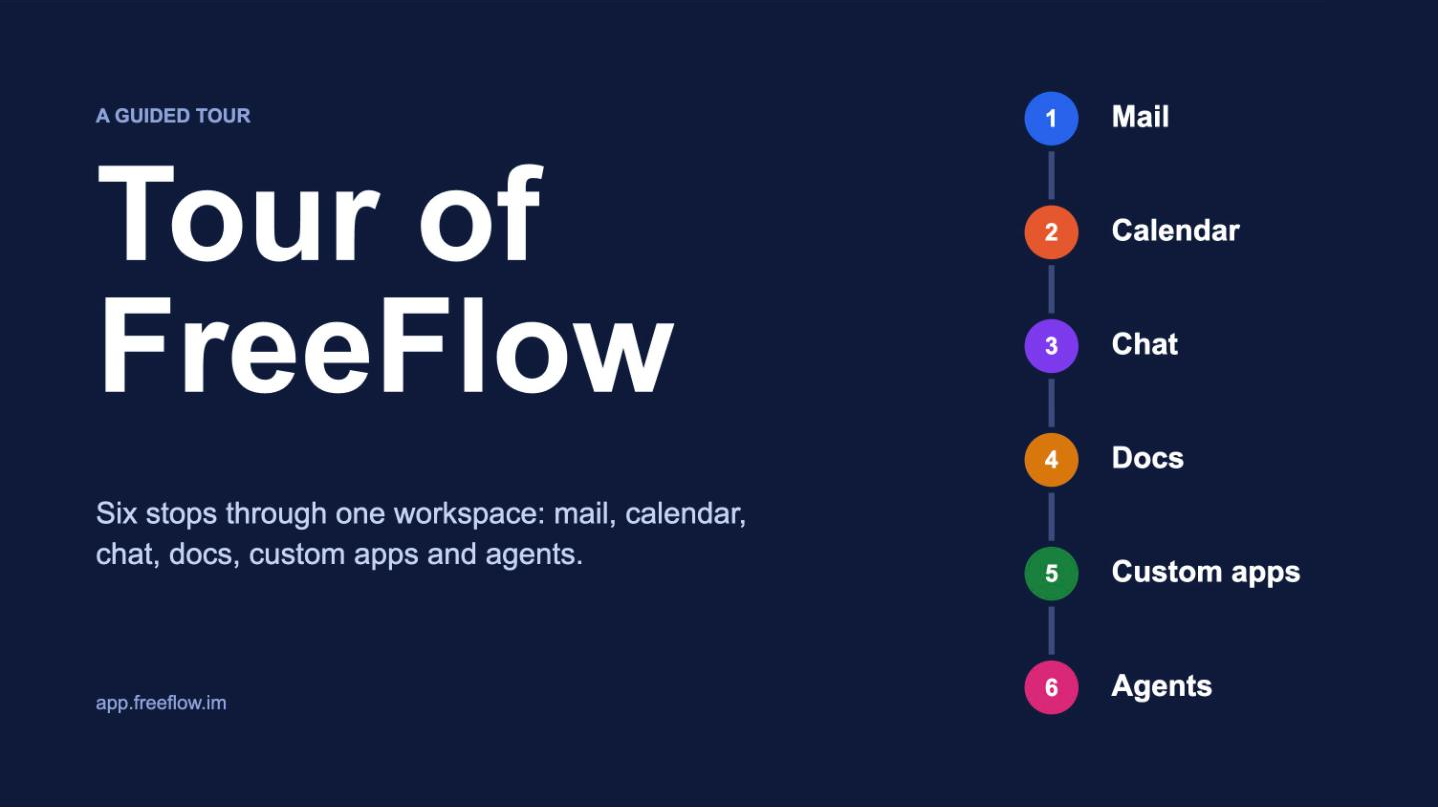 A GUIDED TOUR
Tour of
FreeFlow
Six stops through one workspace: mail, calendar,
chat, docs, custom apps and agents.
app.freeflow.im
1 Mail
2 Calendar
3 Chat
4 Docs
5 Custom apps
6 Agents